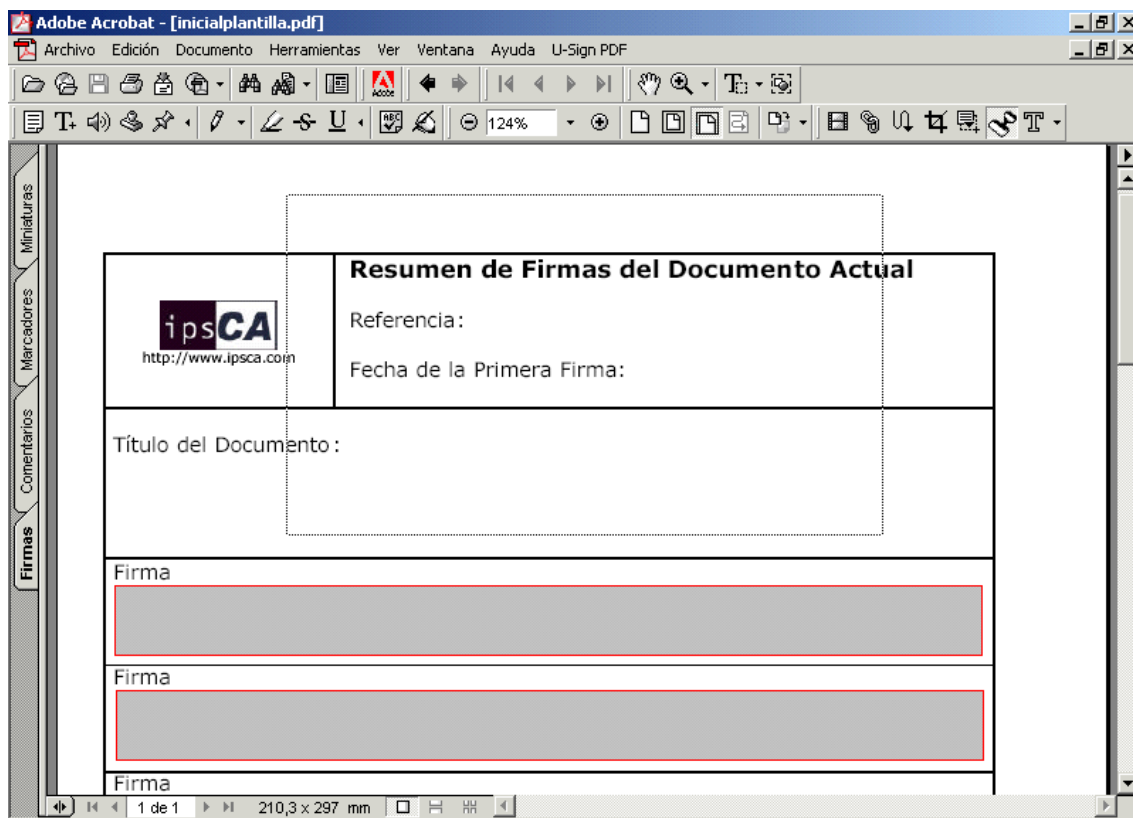 Adobe Acrobat - [inicialplantilla.pdf]
Archivo Edición Documento Herramientas Ver Ventana Ayuda U-Sign PDF
Adobe
124%
Miniaturas
Marcadores
Comentarios
Firmas
Resumen de Firmas del Documento Actual
ipsCA
http://www.ipsca.com
Referencia:
Fecha de la Primera Firma:
Título del Documento:
Firma
Firma
Firma
1 de 1 210,3 x 297 mm